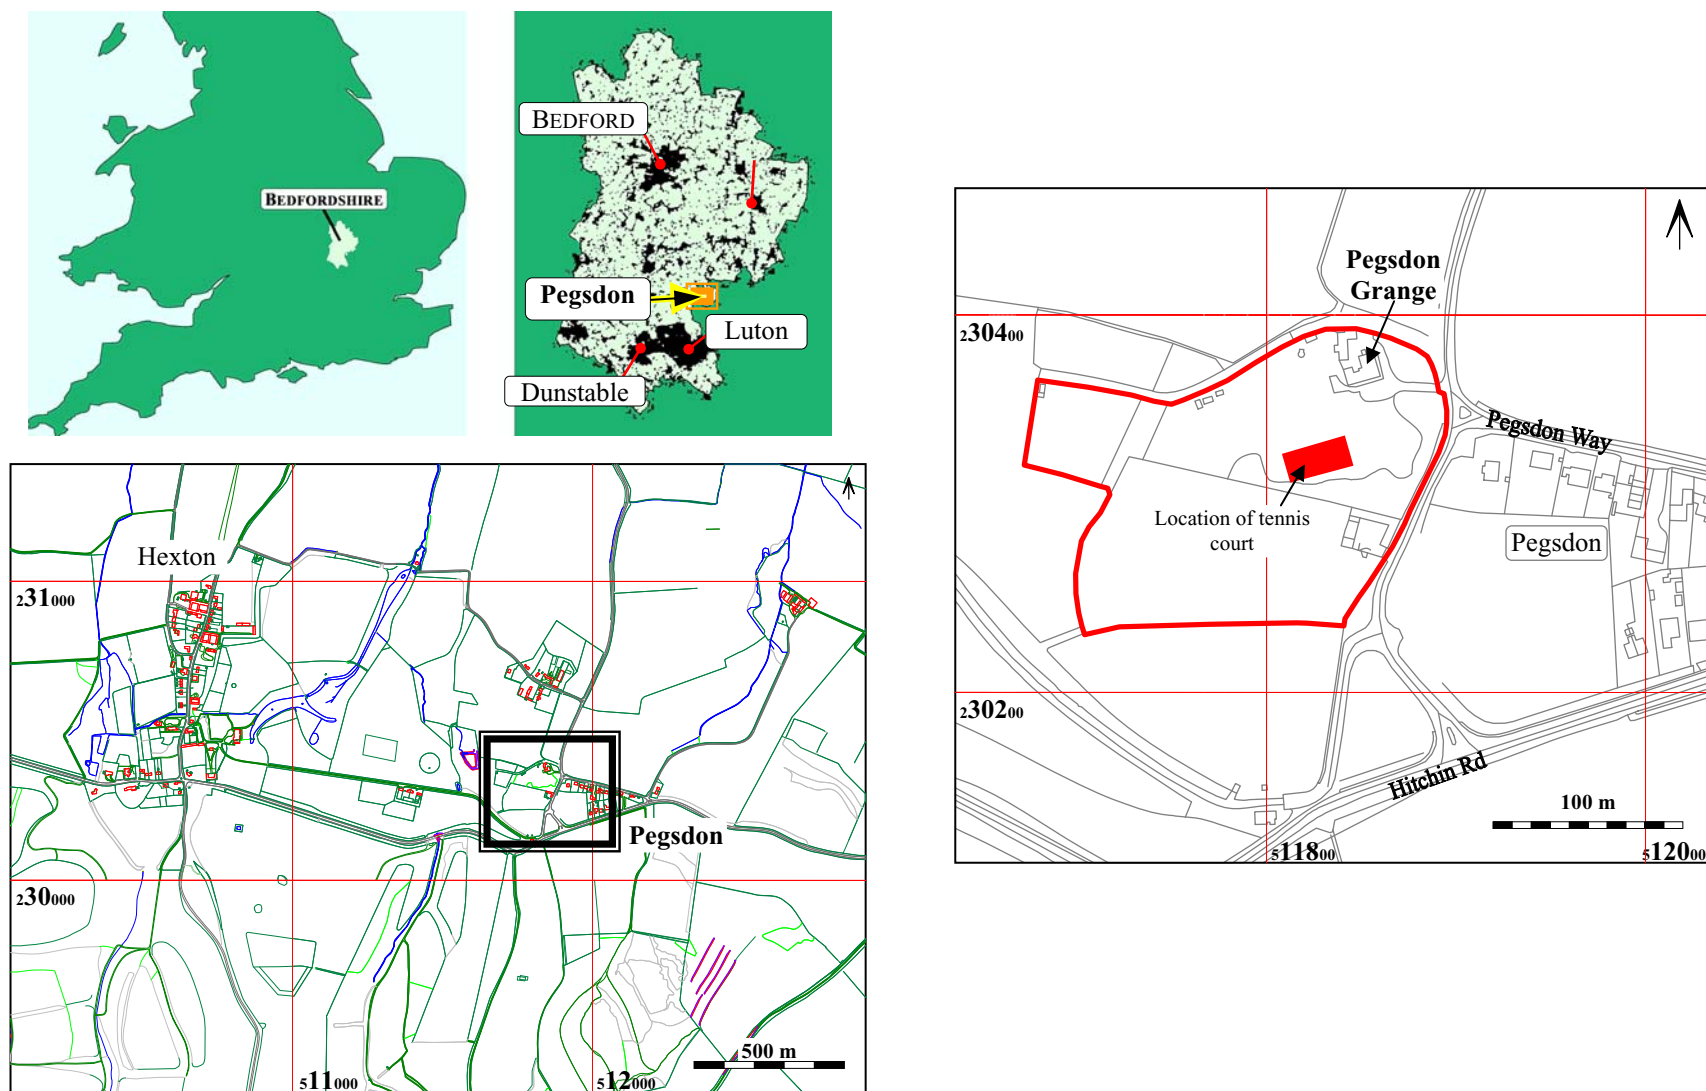 BEDFORDSHIRE
BEDFORD
Pegsdon
Luton
Dunstable
Hexton
231000
Pegsdon
230000
500 m
511000
512000
Pegsdon
Grange
230400
Pegsdon Way
Location of tennis
court
Pegsdon
230200
Hitchin Rd
100 m
511800
512000